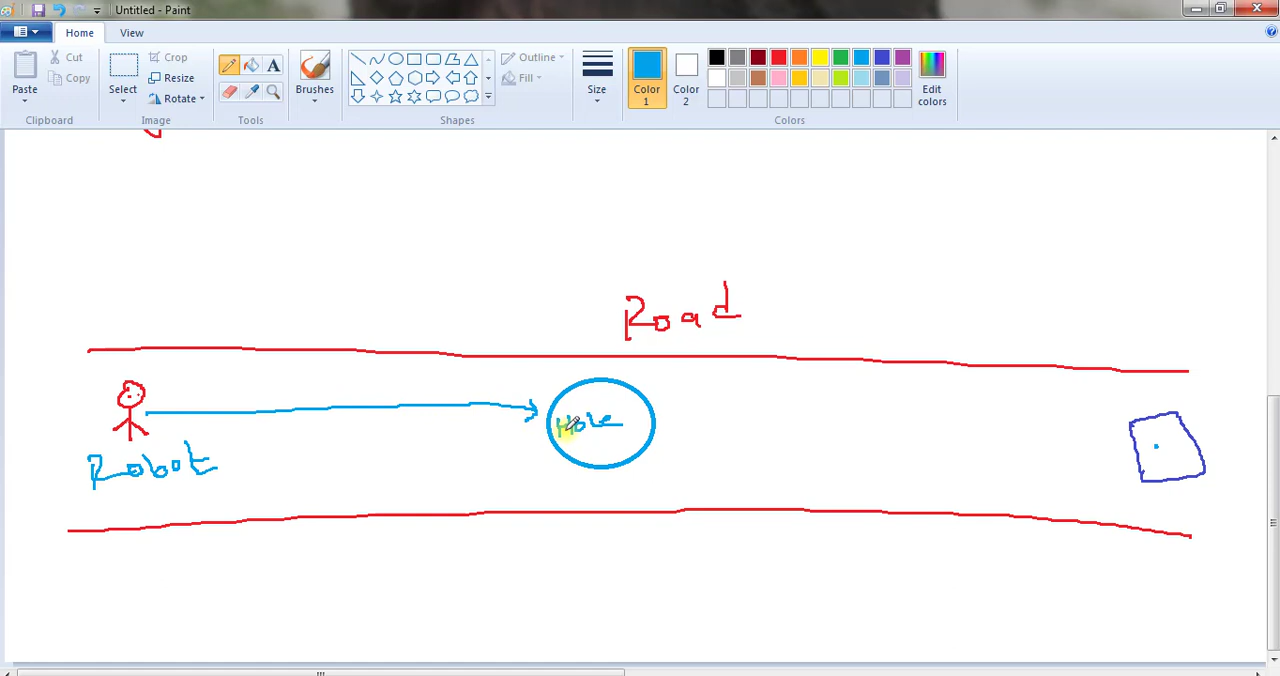 Untitled - Paint
Home View
Cut
Copy
Paste
Clipboard
Select
Crop
Resize
Rotate
Image
Tools
Brushes
Shapes
Outline
Fill
Size
Color 1
Color 2
Edit colors
Colors
Road
Hole
Robot